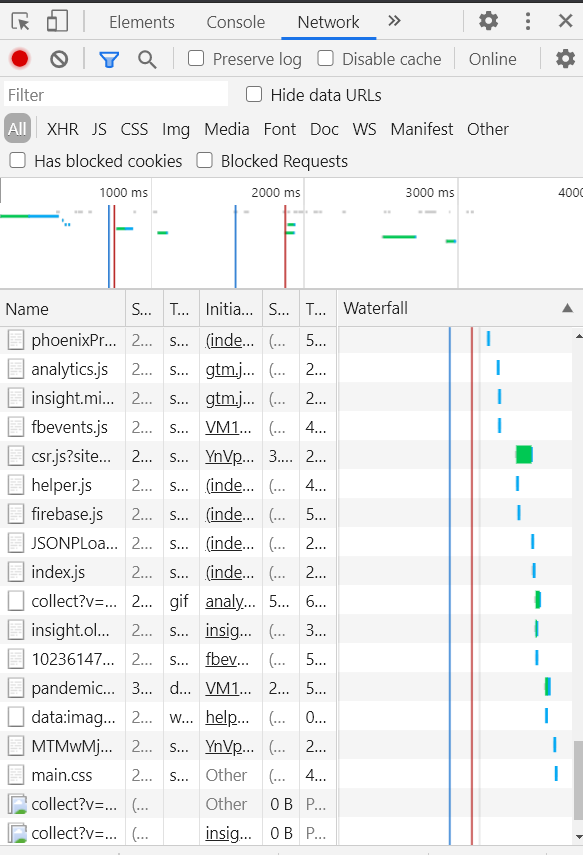 Elements Console Network
Preserve log Disable cache Online
Filter Hide data URLs
All XHR JS CSS Img Media Font Doc WS Manifest Other
Has blocked cookies Blocked Requests
1000 ms 2000 ms 3000 ms 4000
Name S... T... Initia... S... T... Waterfall
phoenixPr... 2... s... (inde... (... 5...
analytics.js 2... s... gtm.j... (... 2...
insight.mi... 2... s... gtm.j... (... 2...
fbevents.js 2... s... VM1... (... 4...
csr.js?site... 2... s... YnVp... 3.... 2...
helper.js 2... s... (inde... (... 4...
firebase.js 2... s... (inde... (... 5...
JSONPLoa... 2... s... (inde... (... 2...
index.js 2... s... (inde... (... 2...
collect?v=... 2... gif analy... 5... 6...
insight.ol... 2... s... insig... (... 3...
10236147... 2... s... fbev... (... 5...
pandemic... 3... d... VM1... 2... 5...
data:imag... 2... w... help... (... 0...
MTMwMj... 2... s... YnVp... (... 2...
main.css 2... s... Other (... 4...
collect?v=... (... Other 0 B P...
collect?v=... (... insig... 0 B P...